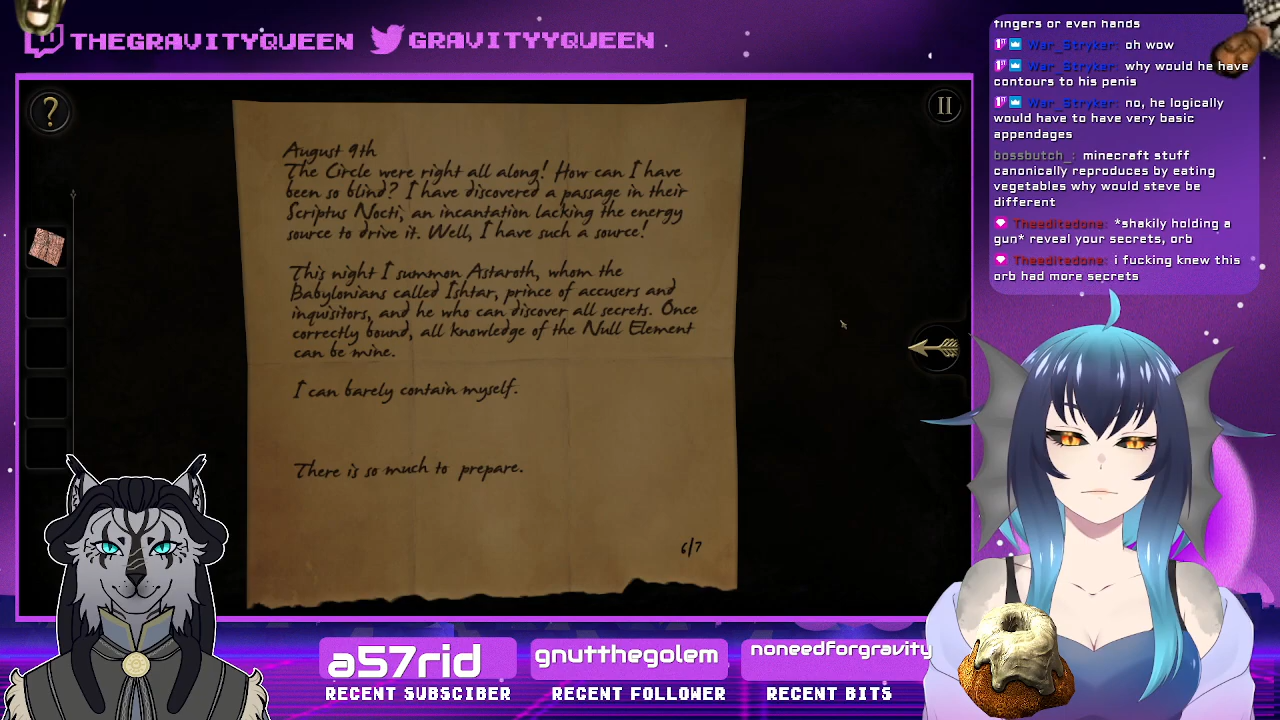 THEGRAVITYQUEEN
GRAVITYYQUEEN
?
August 9th
The Circle were right all along! How can I have
been so blind? I have discovered a passage in their
Scriptus Nocti, an incantation lacking the energy
source to drive it. Well, I have such a source!
This night I summon Astaroth, whom the
Babylonians called Ishtar, prince of accusers and
inquisitors, and he who can discover all secrets. Once
correctly bound, all knowledge of the Null Element
can be mine.
I can barely contain myself.
There is so much to prepare.
6/7
fingers or even hands
War_Stryker: oh wow
War_Stryker: why would he have
contours to his penis
War_Stryker: no, he logically
would have to have very basic
appendages
bossbutch_: minecraft stuff
canonically reproduces by eating
vegetables why would steve be
different
Theeditedone: *shakily holding a
gun* reveal your secrets, orb
Theeditedone: i fucking knew this
orb had more secrets
a57rid
RECENT SUBSCIBER
gnutthegolem
RECENT FOLLOWER
noneedforgravity
RECENT BITS